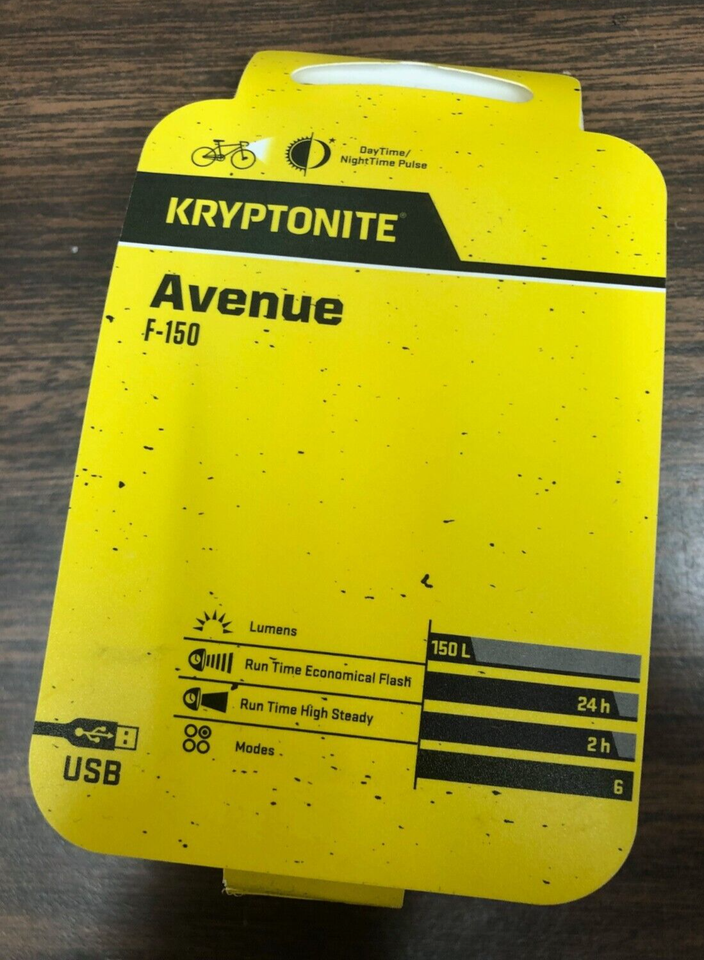 DayTime/
NightTime Pulse
KRYPTONITE®
Avenue
F-150
Lumens 150 L
Run Time Economical Flash 24 h
Run Time High Steady 2 h
Modes 6
USB